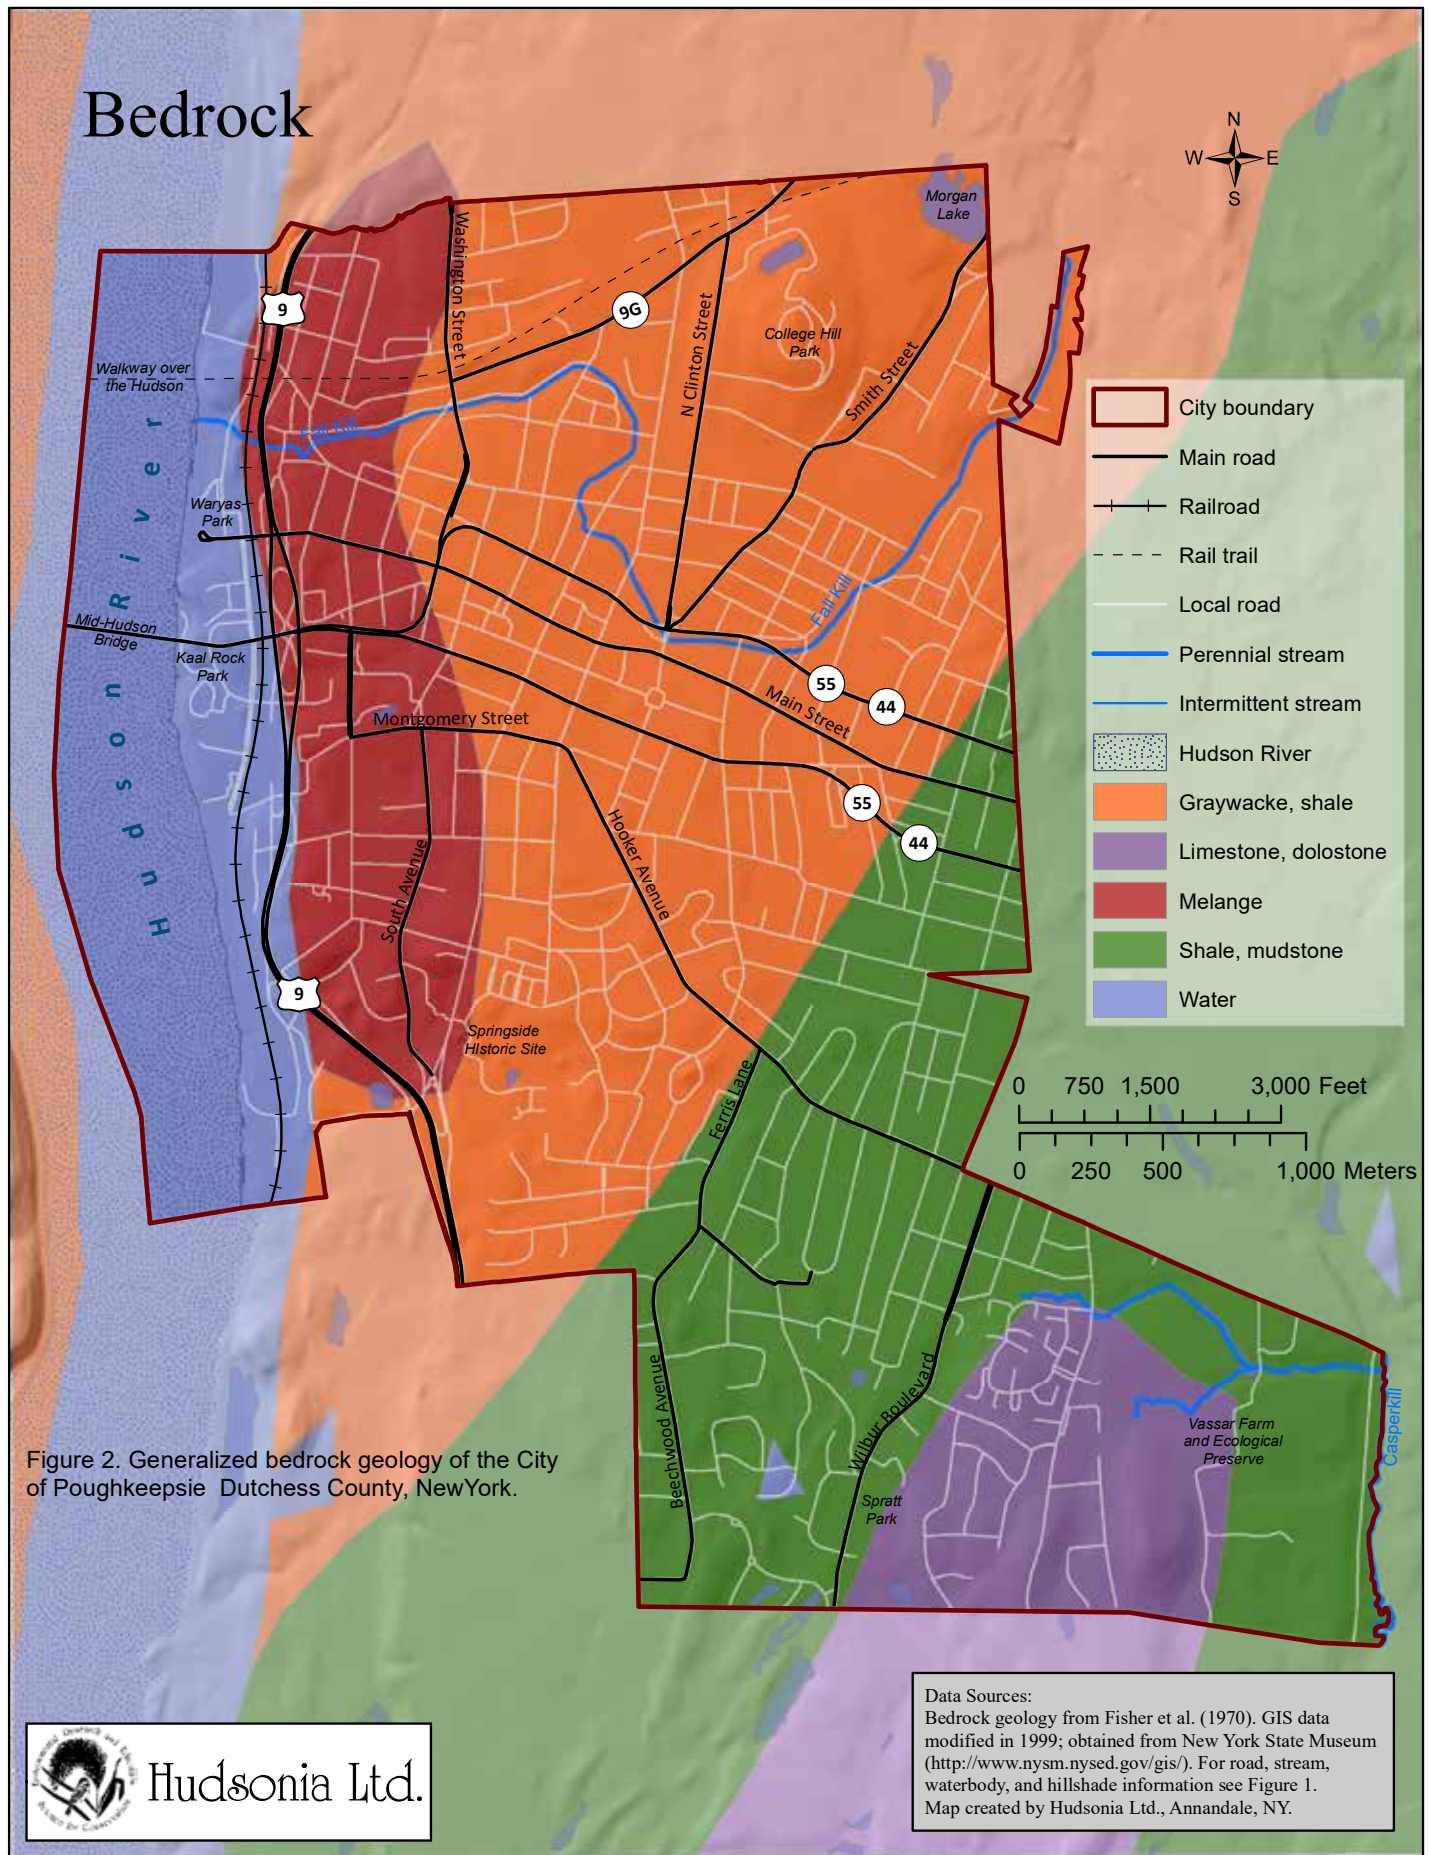 Bedrock
N
W E
S
Morgan
Lake
Washington Street
9
9G
N Clinton Street
College Hill
Park
Smith Street
Walkway over
the Hudson
Fall Kill
Hudson River
Waryas
Park
Mid-Hudson
Bridge
Kaal Rock
Park
Fall Kill
55
44
Main Street
Montgomery Street
55
44
Hooker Avenue
South Avenue
9
Springside
HIstoric Site
Ferris Lane
Beechwood Avenue
Wilbur Boulevard
Spratt
Park
Vassar Farm
and Ecological
Preserve
Casperkill
City boundary
Main road
Railroad
Rail trail
Local road
Perennial stream
Intermittent stream
Hudson River
Graywacke, shale
Limestone, dolostone
Melange
Shale, mudstone
Water
0 750 1,500 3,000 Feet
0 250 500 1,000 Meters
Figure 2. Generalized bedrock geology of the City
of Poughkeepsie Dutchess County, NewYork.
Hudsonia Ltd.
Data Sources:
Bedrock geology from Fisher et al. (1970). GIS data
modified in 1999; obtained from New York State Museum
(http://www.nysm.nysed.gov/gis/). For road, stream,
waterbody, and hillshade information see Figure 1.
Map created by Hudsonia Ltd., Annandale, NY.